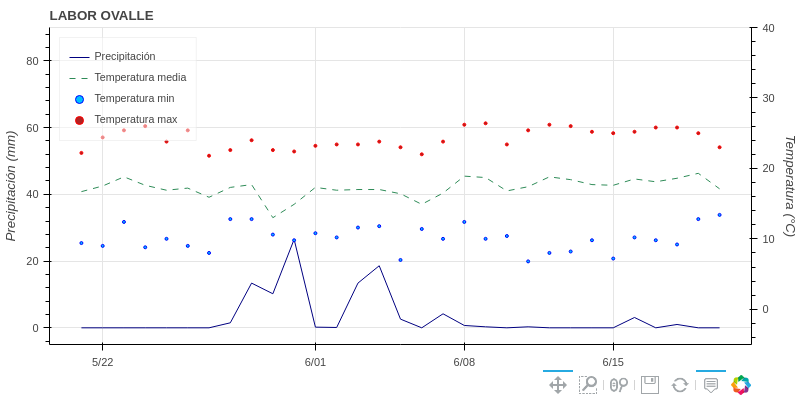 LABOR OVALLE
Precipitación
Temperatura media
Temperatura min
Temperatura max
Precipitación (mm)
80
60
40
20
0
Temperatura (°C)
40
30
20
10
0
5/22
6/01
6/08
6/15